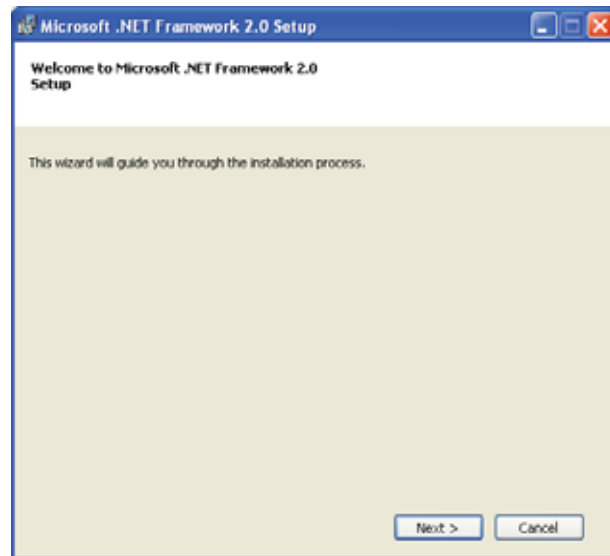 Microsoft .NET Framework 2.0 Setup
Welcome to Microsoft .NET Framework 2.0
Setup
This wizard will guide you through the installation process.
Next >
Cancel